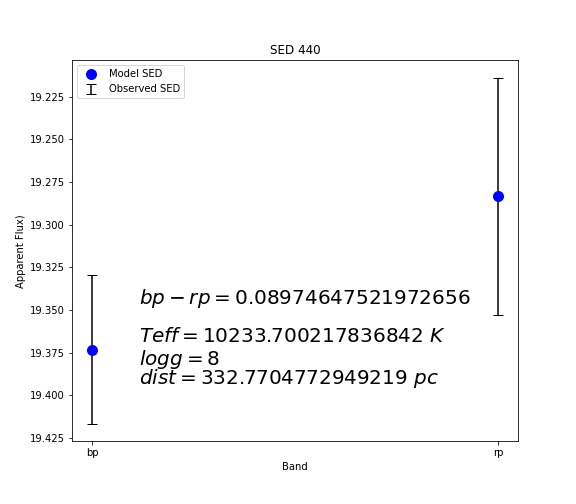 SED 440
Model SED
Observed SED
19.225
19.250
19.275
19.300
19.325
19.350
19.375
19.400
19.425
Apparent Flux)
bp − rp = 0.08974647521972656
Teff = 10233.700217836842 K
logg = 8
dist = 332.7704772949219 pc
bp
rp
Band